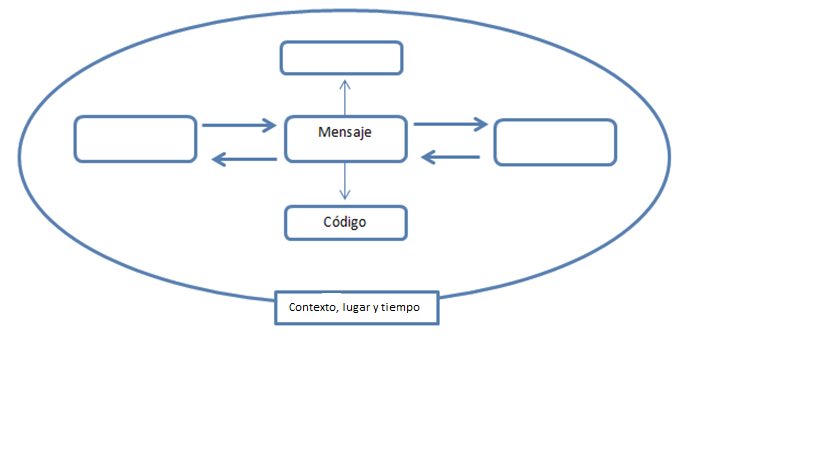 Mensaje
Código
Contexto, lugar y tiempo